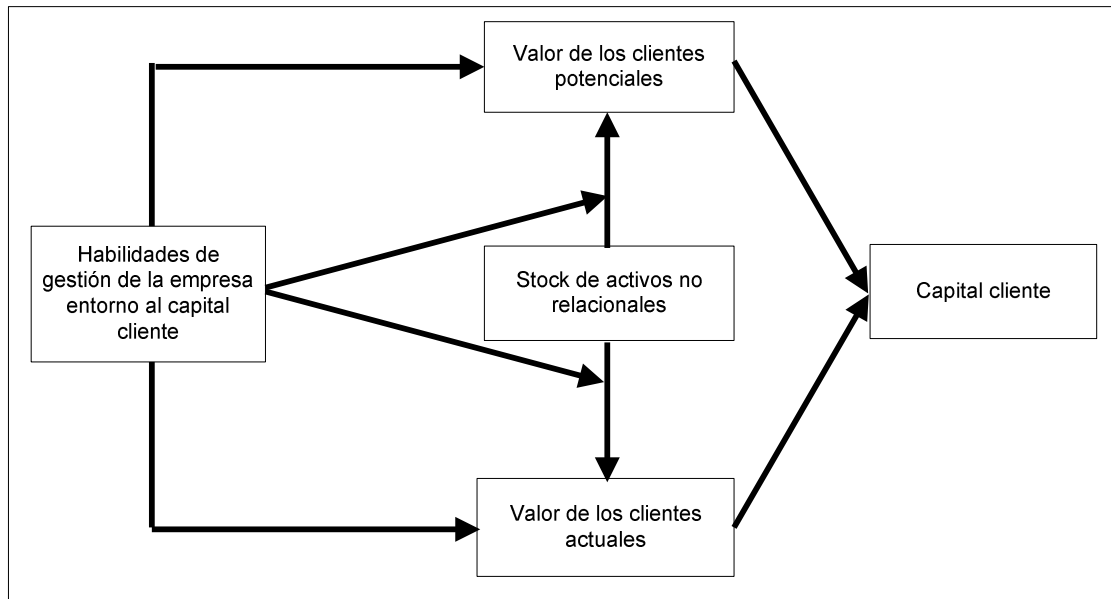 Valor de los clientes
potenciales
Habilidades de
gestión de la empresa
entorno al capital
cliente
Stock de activos no
relacionales
Capital cliente
Valor de los clientes
actuales